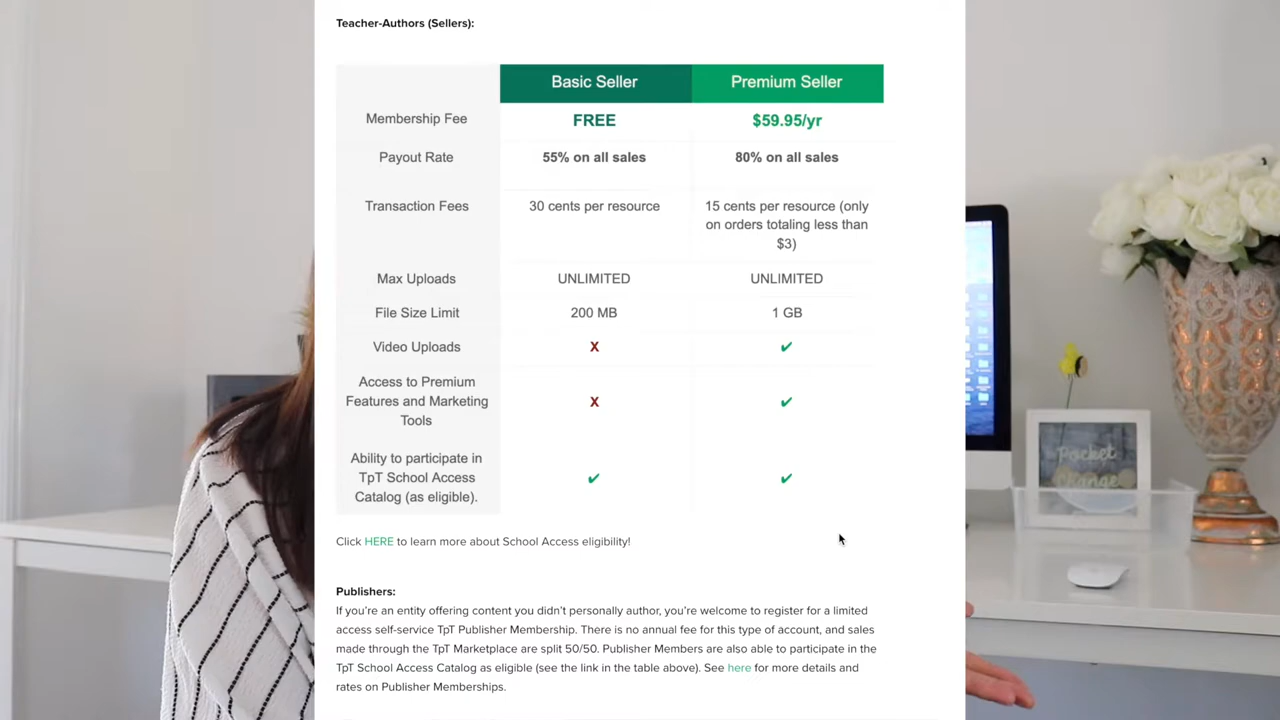 Teacher-Authors (Sellers):
Basic Seller Premium Seller
Membership Fee FREE $59.95/yr
Payout Rate 55% on all sales 80% on all sales
Transaction Fees 30 cents per resource 15 cents per resource (only
on orders totaling less than
$3)
Max Uploads UNLIMITED UNLIMITED
File Size Limit 200 MB 1 GB
Video Uploads X ✓
Access to Premium
Features and Marketing
Tools X ✓
Ability to participate in
TpT School Access
Catalog (as eligible). ✓ ✓
Click HERE to learn more about School Access eligibility!
Publishers:
If you're an entity offering content you didn't personally author, you're welcome to register for a limited
access self-service TpT Publisher Membership. There is no annual fee for this type of account, and sales
made through the TpT Marketplace are split 50/50. Publisher Members are also able to participate in the
TpT School Access Catalog as eligible (see the link in the table above). See here for more details and
rates on Publisher Memberships.
Pocket
Change